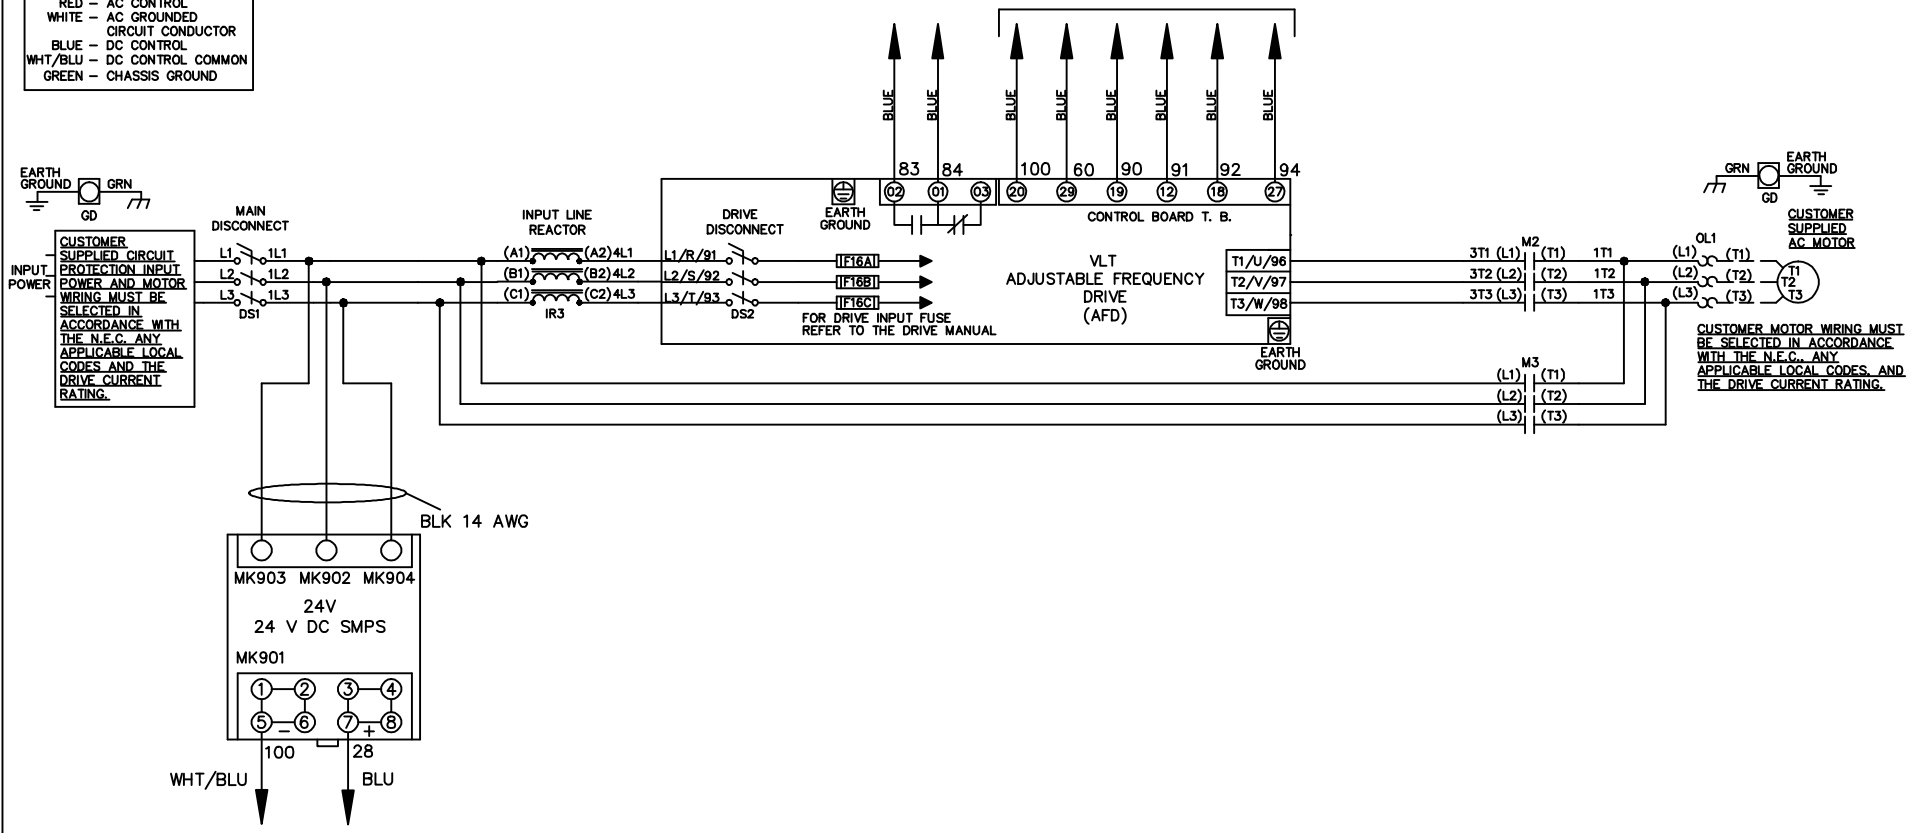 RED – AC CONTROL
WHITE – AC GROUNDED
CIRCUIT CONDUCTOR
BLUE – DC CONTROL
WHT/BLU – DC CONTROL COMMON
GREEN – CHASSIS GROUND
BLUE BLUE BLUE BLUE BLUE BLUE BLUE BLUE
83 84 100 60 90 91 92 94
02 01 03 20 29 19 12 18 27
CONTROL BOARD T. B.
EARTH
GROUND
GRN
GD
MAIN
DISCONNECT
INPUT
POWER
CUSTOMER
SUPPLIED CIRCUIT
PROTECTION INPUT
POWER AND MOTOR
WIRING MUST BE
SELECTED IN
ACCORDANCE WITH
THE N.E.C. ANY
APPLICABLE LOCAL
CODES AND THE
DRIVE CURRENT
RATING.
L1 1L1
L2 1L2
L3 1L3
DS1
INPUT LINE
REACTOR
(A1) (A2) 4L1
(B1) (B2) 4L2
(C1) (C2) 4L3
IR3
DRIVE
DISCONNECT
L1/R/91
L2/S/92
L3/T/93
DS2
EARTH
GROUND
F16A
F16B
F16C
FOR DRIVE INPUT FUSE
REFER TO THE DRIVE MANUAL
VLT
ADJUSTABLE FREQUENCY
DRIVE
(AFD)
T1/U/96
T2/V/97
T3/W/98
EARTH
GROUND
M2
3T1 (L1) (T1) 1T1
3T2 (L2) (T2) 1T2
3T3 (L3) (T3) 1T3
M3
(L1) (T1)
(L2) (T2)
(L3) (T3)
OL1
(L1) (T1)
(L2) (T2)
(L3) (T3)
T1
T2
T3
GRN
EARTH
GROUND
GD
CUSTOMER
SUPPLIED
AC MOTOR
CUSTOMER MOTOR WIRING MUST
BE SELECTED IN ACCORDANCE
WITH THE N.E.C., ANY
APPLICABLE LOCAL CODES, AND
THE DRIVE CURRENT RATING.
BLK 14 AWG
MK903 MK902 MK904
24V
24 V DC SMPS
MK901
1 2 3 4
5 6 7 8
– +
100 28
WHT/BLU BLU